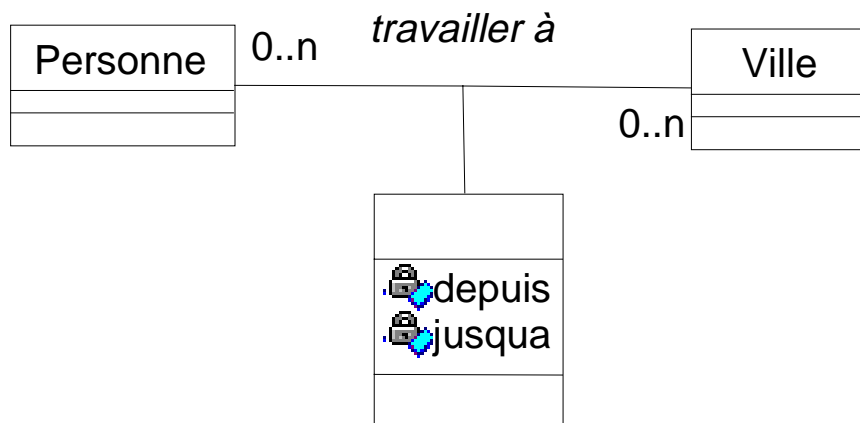 travailler à
Personne
0..n
Ville
0..n
depuis
jusqua